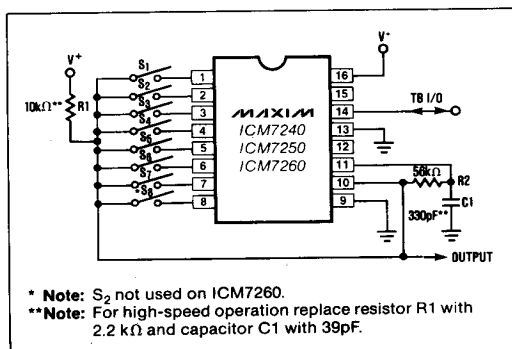 V+
10kΩ**
R1
S1
S2
S3
S4
S5
S6
S7
*S8
1
2
3
4
5
6
7
8
MAXIM
ICM7240
ICM7250
ICM7260
16
15
14
13
12
11
10
9
V+
TB I/O
56kΩ
R2
C1
330pF**
OUTPUT
* Note: S2 not used on ICM7260.
**Note: For high-speed operation replace resistor R1 with
2.2 kΩ and capacitor C1 with 39pF.